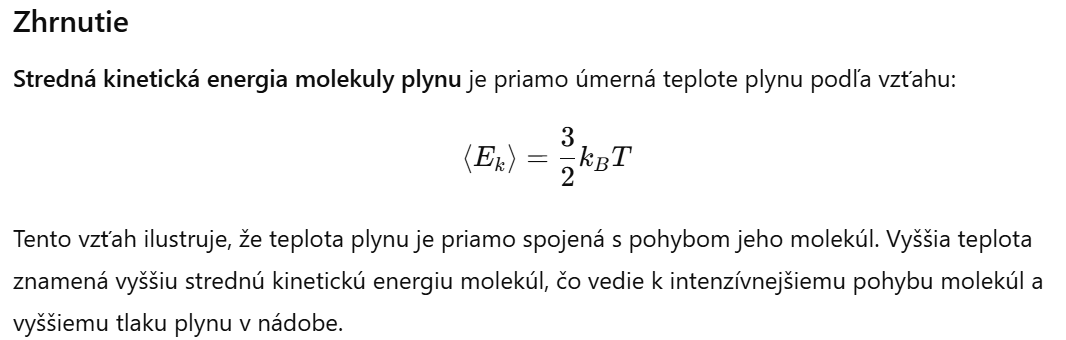 Zhrnutie
Stredná kinetická energia molekuly plynu je priamo úmerná teplote plynu podľa vzťahu:
⟨E_k⟩ = 3/2 k_B T
Tento vzťah ilustruje, že teplota plynu je priamo spojená s pohybom jeho molekúl. Vyššia teplota
znamená vyššiu strednú kinetickú energiu molekúl, čo vedie k intenzívnejšiemu pohybu molekúl a
vyššiemu tlaku plynu v nádobe.